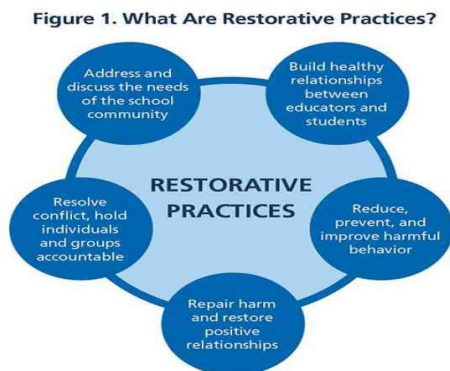 Figure 1. What Are Restorative Practices?
Address and
discuss the needs
of the school
community
Build healthy
relationships
between
educators and
students
RESTORATIVE
PRACTICES
Resolve
conflict, hold
individuals
and groups
accountable
Reduce,
prevent, and
improve harmful
behavior
Repair harm
and restore
positive
relationships